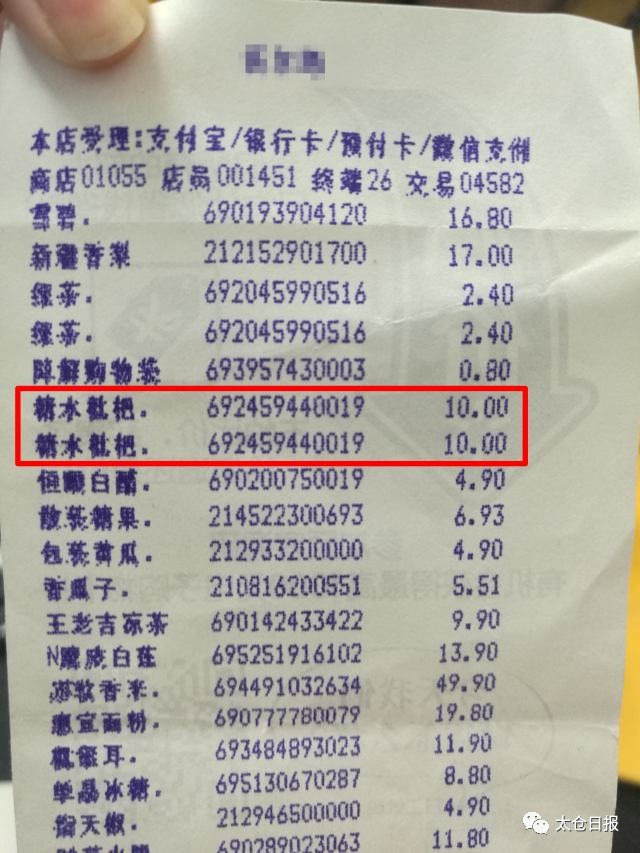 本店受理:支付宝/银行卡/预付卡/微信支付
商店01055 店员001451 终端26 交易04582
雪碧. 690193904120 16.80
新疆香梨 212152901700 17.00
绿茶. 692045990516 2.40
绿茶. 692045990516 2.40
降解购物袋 693957430003 0.80
糖水枇杷. 692459440019 10.00
糖水枇杷. 692459440019 10.00
恒顺白醋. 690200750019 4.90
散装糖果. 214522300693 6.93
包装黄瓜. 212933200000 4.90
香瓜子. 210816200551 5.51
王老吉凉茶 690142433422 9.90
白莲 695251916102 13.90
苏软香米. 694491032634 49.90
惠宜面粉. 690777780079 19.80
银耳. 693484893023 11.90
单晶冰糖. 695130670287 8.80
指天椒. 212946500000 4.90
690289023063 11.80
太仓日报